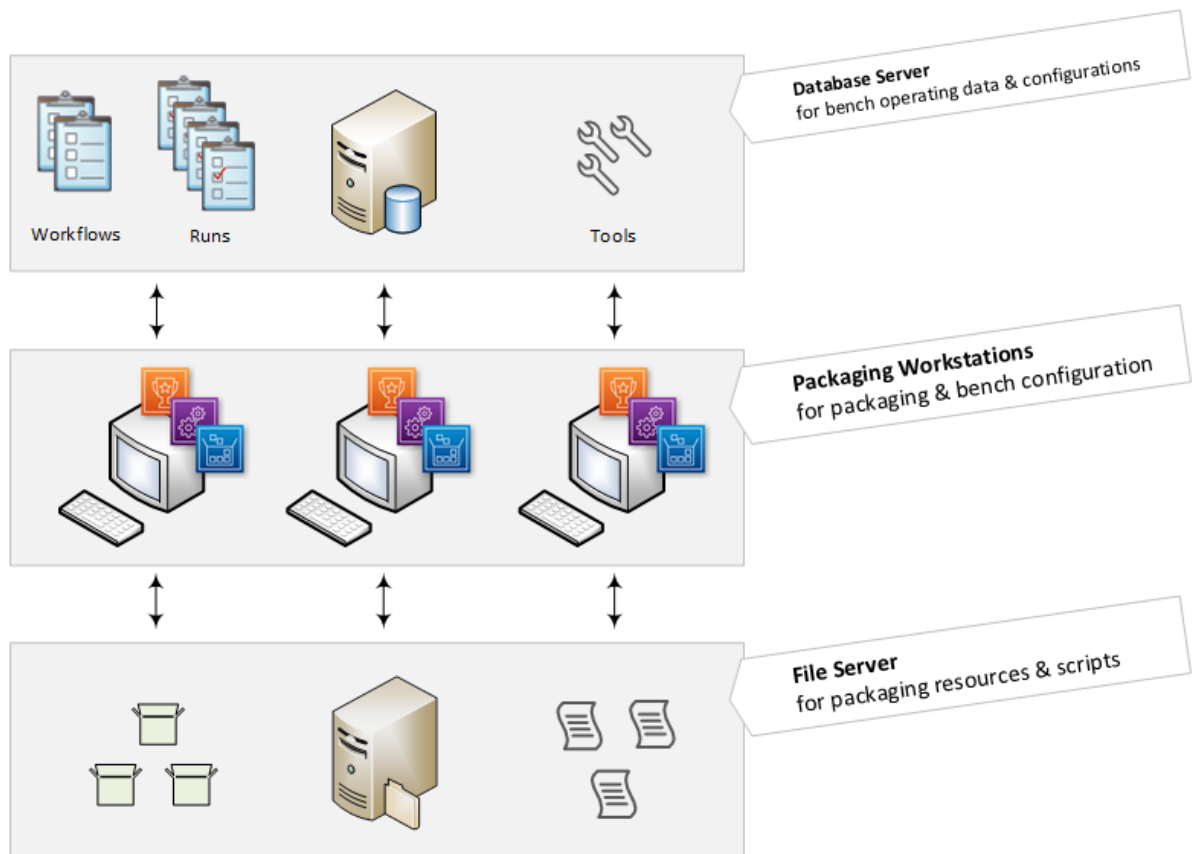 Database Server
for bench operating data & configurations
Workflows
Runs
Tools
Packaging Workstations
for packaging & bench configuration
File Server
for packaging resources & scripts